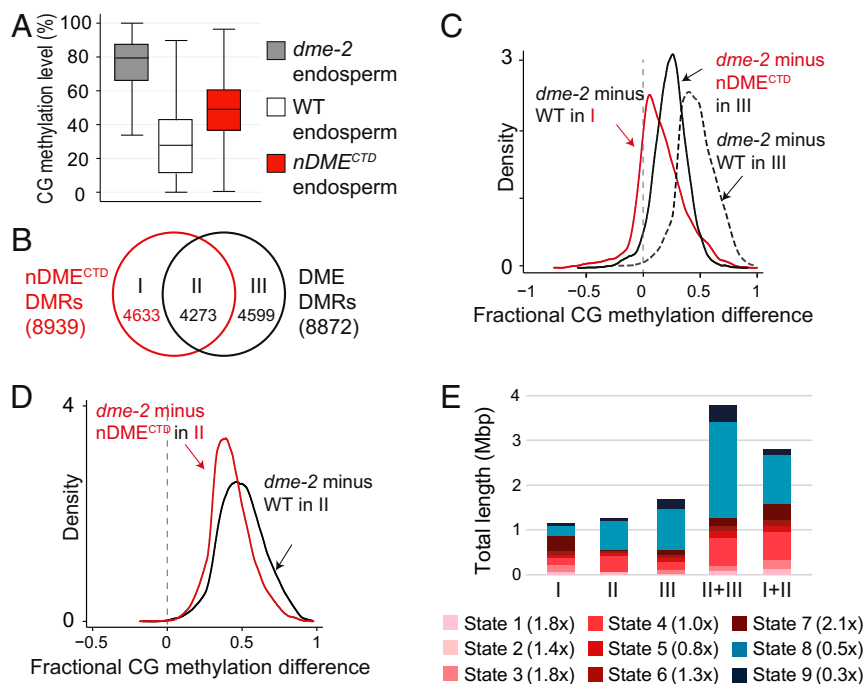 A
CG methylation level (%)
100
80
60
40
20
0
dme-2
endosperm
WT
endosperm
nDME^CTD
endosperm
B
nDME^CTD
DMRs
(8939)
I
II
III
4633
4273
4599
DME
DMRs
(8872)
C
3
0
Density
dme-2 minus
WT in I
dme-2 minus
nDME^CTD
in III
dme-2 minus
WT in III
−1
−0.5
0
0.5
1
Fractional CG methylation difference
D
4
0
Density
dme-2 minus
nDME^CTD in II
dme-2 minus
WT in II
−0.5
0
0.5
1
Fractional CG methylation difference
E
Total length (Mbp)
4
3
2
1
0
I
II
III
II+III
I+II
State 1 (1.8x)
State 4 (1.0x)
State 7 (2.1x)
State 2 (1.4x)
State 5 (0.8x)
State 8 (0.5x)
State 3 (1.8x)
State 6 (1.3x)
State 9 (0.3x)